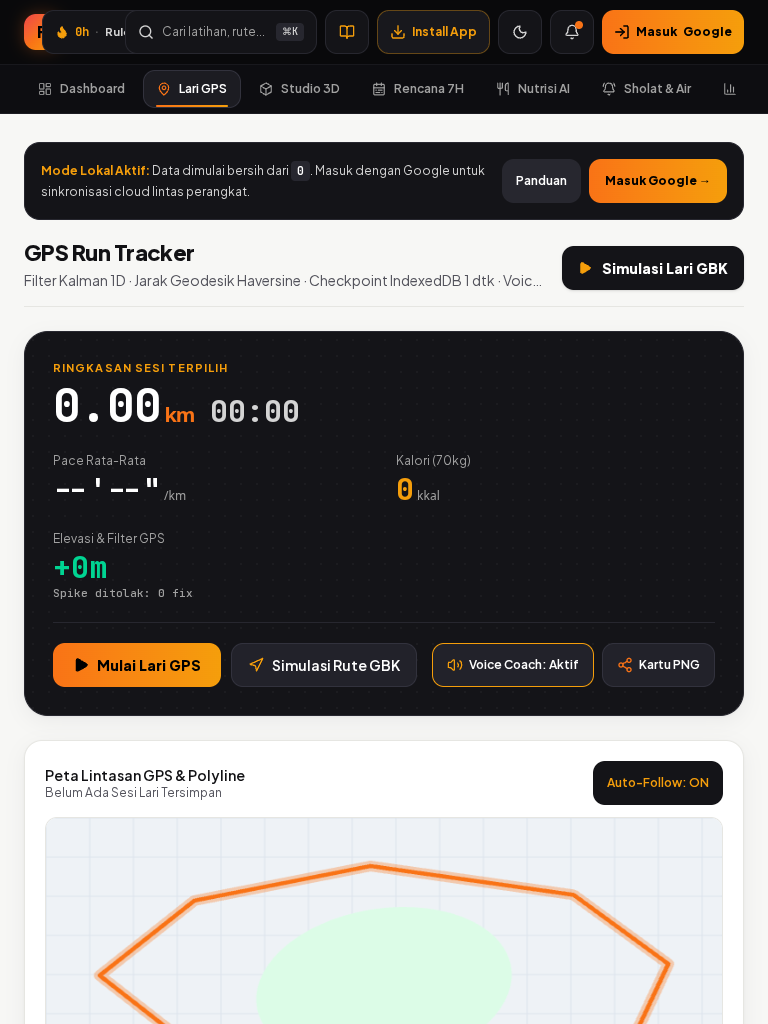 0h ·
Cari latihan, rute... ⌘K
Install App
Masuk Google
Dashboard
Lari GPS
Studio 3D
Rencana 7H
Nutrisi AI
Sholat & Air
Mode Lokal Aktif: Data dimulai bersih dari 0. Masuk dengan Google untuk
sinkronisasi cloud lintas perangkat.
Panduan
Masuk Google →
GPS Run Tracker
Filter Kalman 1D · Jarak Geodesik Haversine · Checkpoint IndexedDB 1 dtk · Voic...
Simulasi Lari GBK
RINGKASAN SESI TERPILIH
0.00 km 00:00
Pace Rata-Rata
--'--" /km
Kalori (70kg)
0 kkal
Elevasi & Filter GPS
+0m
Spike ditolak: 0 fix
Mulai Lari GPS
Simulasi Rute GBK
Voice Coach: Aktif
Kartu PNG
Peta Lintasan GPS & Polyline
Belum Ada Sesi Lari Tersimpan
Auto-Follow: ON